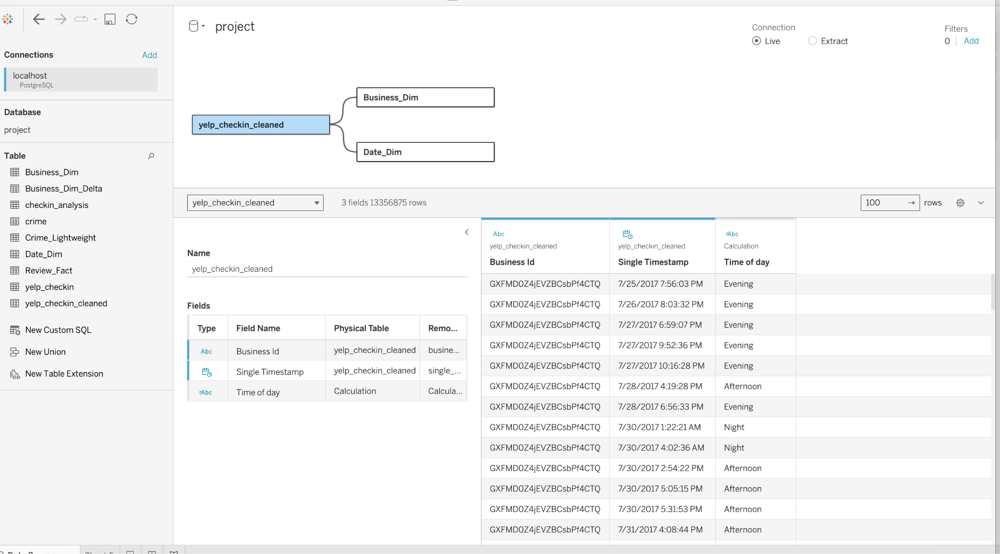 project
Connection
Live
Extract
Filters
0
Add
Connections
Add
localhost
PostgreSQL
Database
project
Table
Business_Dim
Business_Dim_Delta
checkin_analysis
crime
Crime_Lightweight
Date_Dim
Review_Fact
yelp_checkin
yelp_checkin_cleaned
New Custom SQL
New Union
New Table Extension
yelp_checkin_cleaned
Business_Dim
Date_Dim
yelp_checkin_cleaned
3 fields 13356875 rows
100 → rows
Name
yelp_checkin_cleaned
Fields
Type Field Name Physical Table Remo...
Abc Business Id yelp_checkin_cleaned busine...
Single Timestamp yelp_checkin_cleaned single_...
=Abc Time of day Calculation Calcula...
Abc =Abc
yelp_checkin_cleaned yelp_checkin_cleaned Calculation
Business Id Single Timestamp Time of day
GXFMD0Z4jEVZBCsbPf4CTQ 7/25/2017 7:56:03 PM Evening
GXFMD0Z4jEVZBCsbPf4CTQ 7/26/2017 8:03:32 PM Evening
GXFMD0Z4jEVZBCsbPf4CTQ 7/27/2017 6:59:07 PM Evening
GXFMD0Z4jEVZBCsbPf4CTQ 7/27/2017 9:52:36 PM Evening
GXFMD0Z4jEVZBCsbPf4CTQ 7/27/2017 10:16:28 PM Evening
GXFMD0Z4jEVZBCsbPf4CTQ 7/28/2017 4:19:28 PM Afternoon
GXFMD0Z4jEVZBCsbPf4CTQ 7/28/2017 6:56:33 PM Evening
GXFMD0Z4jEVZBCsbPf4CTQ 7/30/2017 1:22:21 AM Night
GXFMD0Z4jEVZBCsbPf4CTQ 7/30/2017 4:02:36 AM Night
GXFMD0Z4jEVZBCsbPf4CTQ 7/30/2017 2:54:22 PM Afternoon
GXFMD0Z4jEVZBCsbPf4CTQ 7/30/2017 5:05:15 PM Afternoon
GXFMD0Z4jEVZBCsbPf4CTQ 7/30/2017 5:31:53 PM Afternoon
GXFMD0Z4jEVZBCsbPf4CTQ 7/31/2017 4:08:44 PM Afternoon